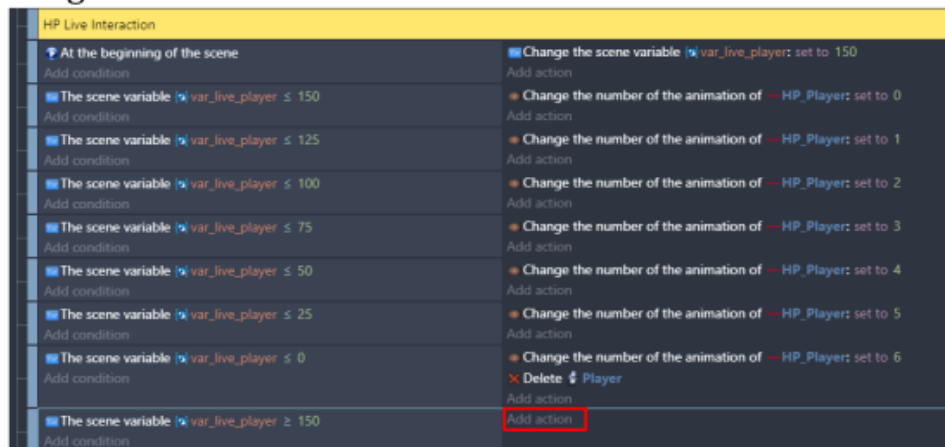 HP Live Interaction
At the beginning of the scene
Change the scene variable var_live_player: set to 150
Add condition
Add action
The scene variable var_live_player ≤ 150
Change the number of the animation of HP_Player: set to 0
Add condition
Add action
The scene variable var_live_player ≤ 125
Change the number of the animation of HP_Player: set to 1
Add condition
Add action
The scene variable var_live_player ≤ 100
Change the number of the animation of HP_Player: set to 2
Add condition
Add action
The scene variable var_live_player ≤ 75
Change the number of the animation of HP_Player: set to 3
Add condition
Add action
The scene variable var_live_player ≤ 50
Change the number of the animation of HP_Player: set to 4
Add condition
Add action
The scene variable var_live_player ≤ 25
Change the number of the animation of HP_Player: set to 5
Add condition
Add action
The scene variable var_live_player ≤ 0
Change the number of the animation of HP_Player: set to 6
Add condition
Delete Player
Add action
The scene variable var_live_player ≥ 150
Add action
Add condition